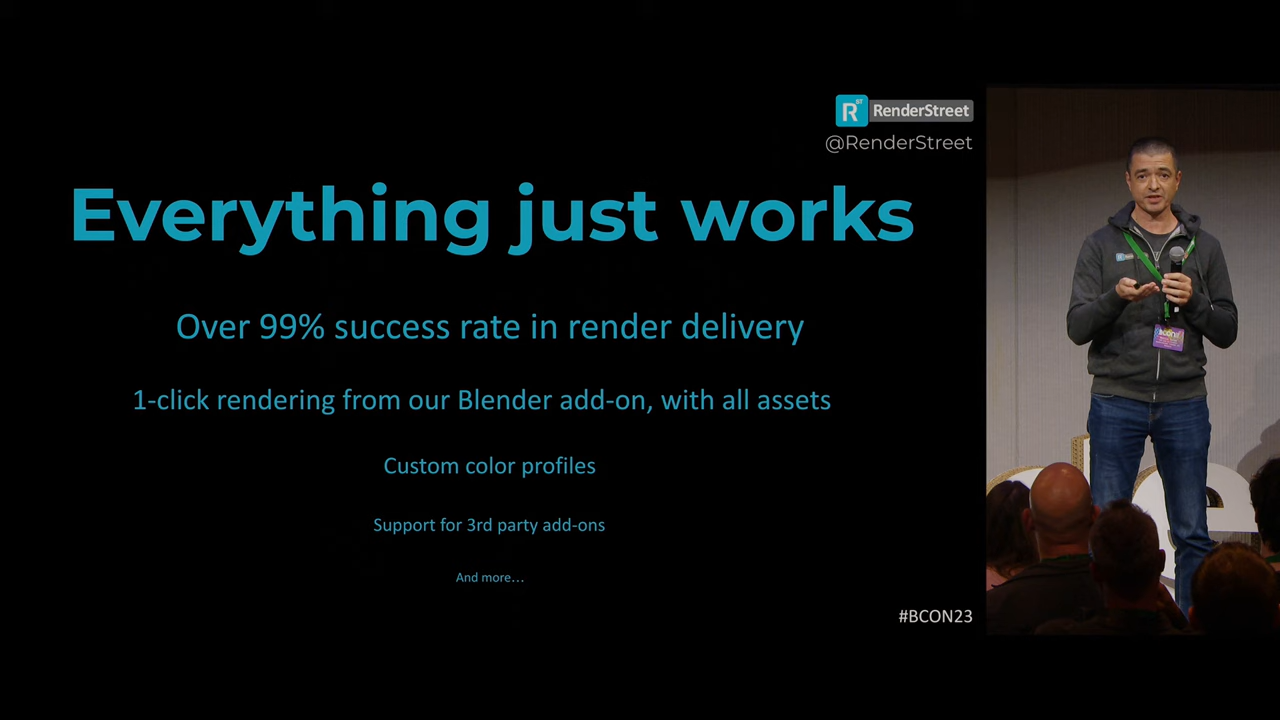 RST RenderStreet
@RenderStreet
Everything just works
Over 99% success rate in render delivery
1-click rendering from our Blender add-on, with all assets
Custom color profiles
Support for 3rd party add-ons
And more...
#BCON23